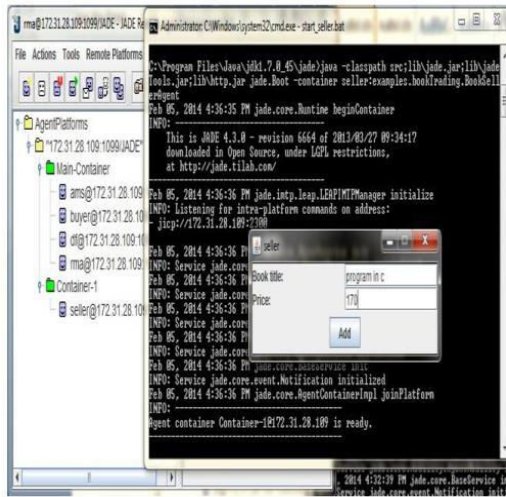 rma@172.31.28.109:1099/JADE - JADE Re
File Actions Tools Remote Platforms
AgentPlatforms
"172.31.28.109:1099/JADE"
Main-Container
ams@172.31.28.109
buyer@172.31.28.10
df@172.31.28.109:10
rma@172.31.28.109:
Container-1
seller@172.31.28.10
Administrator: C:\Windows\system32\cmd.exe - start_seller.bat
C:\Program Files\Java\jdk1.7.0_45\jade>java -classpath src;lib\jade.jar;lib\jade
Tools.jar;lib\http.jar jade.Boot -container seller:examples.bookTrading.BookSell
erAgent
Feb 05, 2014 4:36:35 PM jade.core.Runtime beginContainer
INFO: ----------------------------------
This is JADE 4.3.0 - revision 6664 of 2013/03/27 09:34:17
downloaded in Open Source, under LGPL restrictions,
at http://jade.tilab.com/
----------------------------------------
Feb 05, 2014 4:36:36 PM jade.imtp.leap.LEAPIMTPManager initialize
INFO: Listening for intra-platform commands on address:
- jicp://172.31.28.109:2300
Feb 05, 2014 4:36:36 PM
INFO: Service jade.core
Feb 05, 2014 4:36:36 P
INFO: Service jade.core
Feb 05, 2014 4:36:36 P
INFO: Service jade.core
Feb 05, 2014 4:36:36 P
INFO: Service jade.core
Feb 05, 2014 4:36:36 PM jade.core.BaseService init
INFO: Service jade.core.event.Notification initialized
Feb 05, 2014 4:36:36 PM jade.core.AgentContainerImpl joinPlatform
INFO: ----------------------------------
Agent container Container-1@172.31.28.109 is ready.
----------------------------------------
seller
Book title: program in c
Price: 170
Add
, 2014 4:32:39 PM jade.core.BaseService i
Service jade.core.event.Notification init